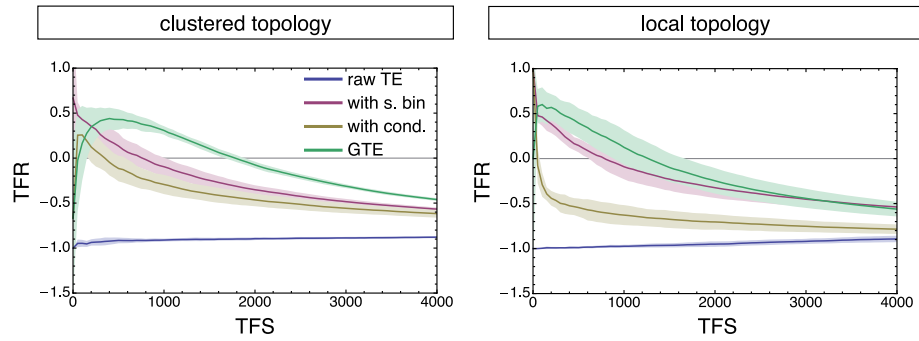 clustered topology
local topology
1.0
0.5
0.0
−0.5
−1.0
−1.5
TFR
0 1000 2000 3000 4000
TFS
raw TE
with s. bin
with cond.
GTE
1.0
0.5
0.0
−0.5
−1.0
−1.5
TFR
0 1000 2000 3000 4000
TFS